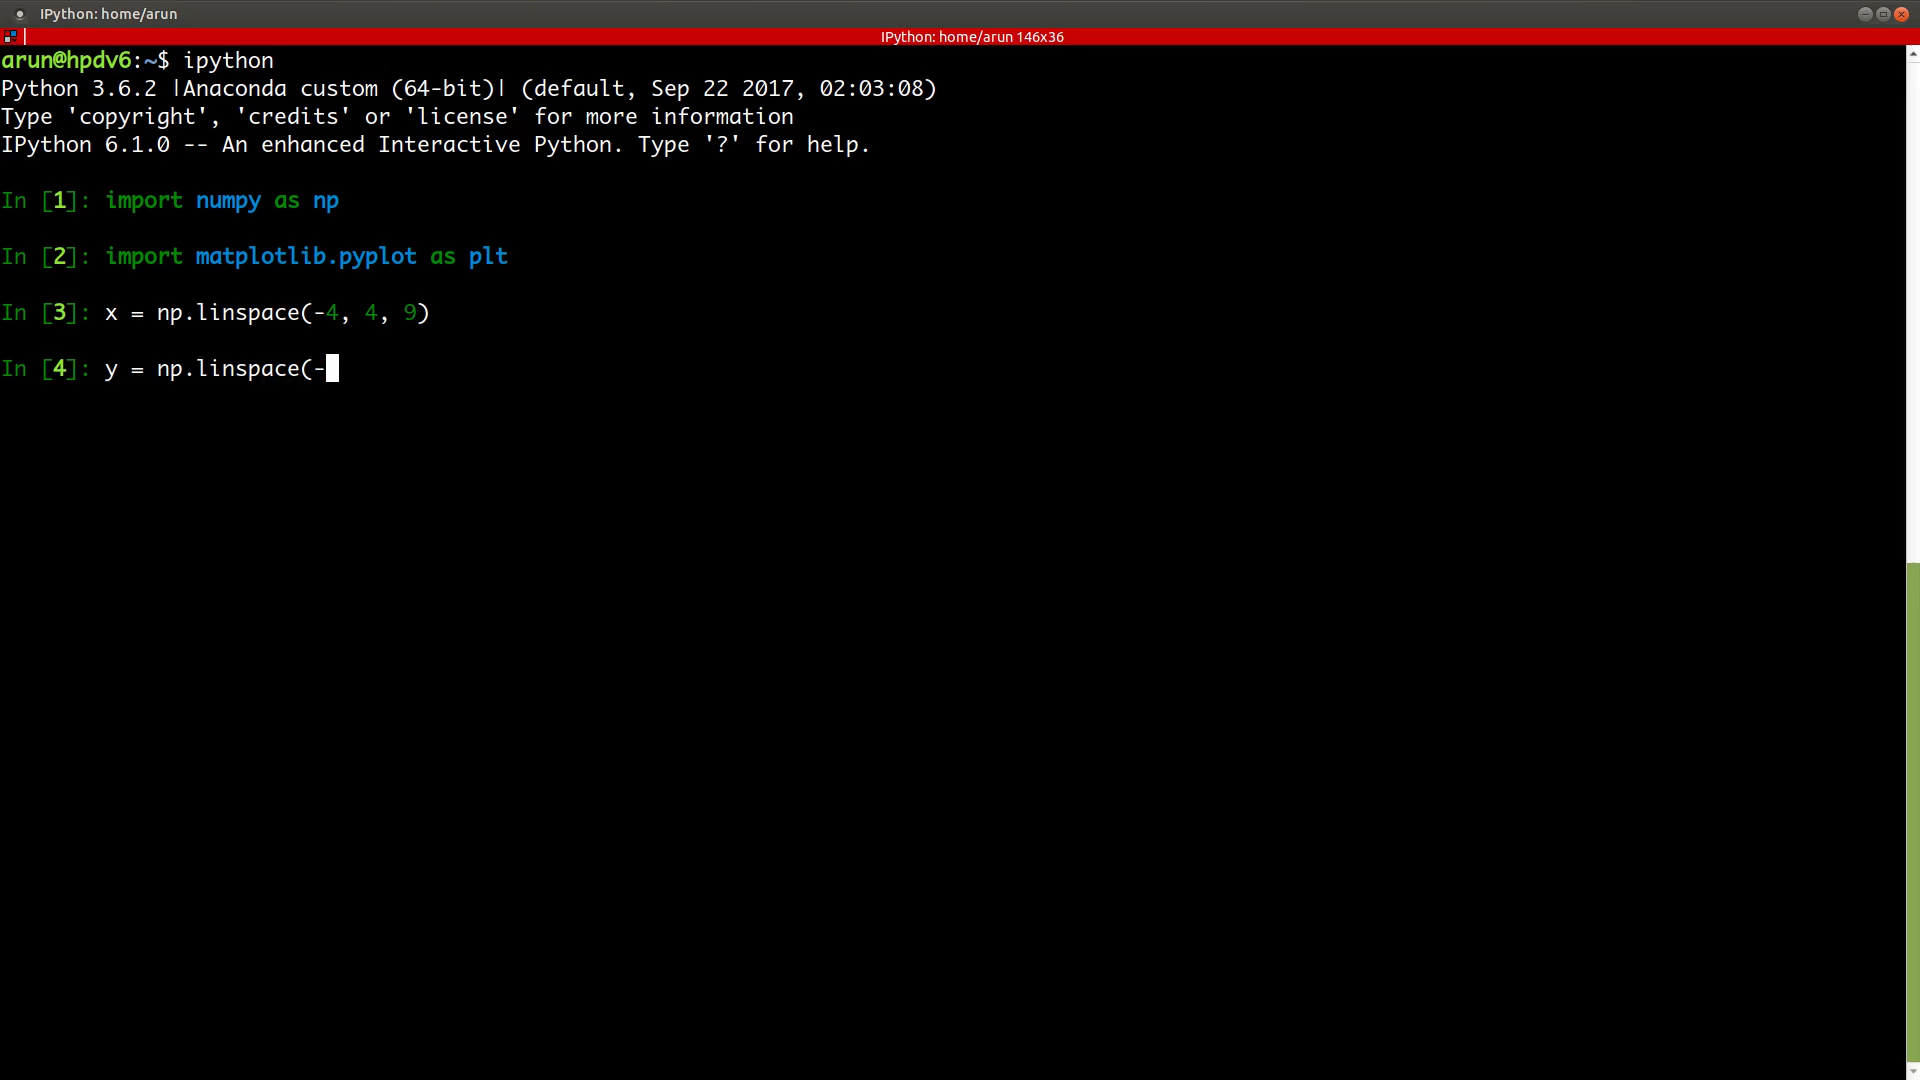 IPython: home/arun
IPython: home/arun 146x36
arun@hpdv6:~$ ipython
Python 3.6.2 |Anaconda custom (64-bit)| (default, Sep 22 2017, 02:03:08)
Type 'copyright', 'credits' or 'license' for more information
IPython 6.1.0 -- An enhanced Interactive Python. Type '?' for help.
In [1]: import numpy as np
In [2]: import matplotlib.pyplot as plt
In [3]: x = np.linspace(-4, 4, 9)
In [4]: y = np.linspace(-